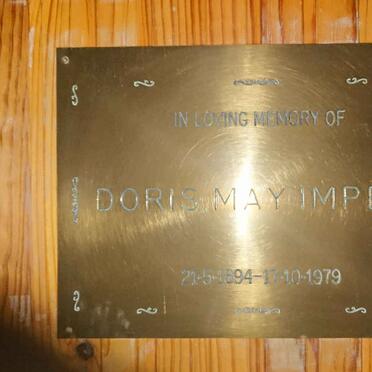 IN LOVING MEMORY OF
DORIS MAY
21-5-1894-17-10-1979